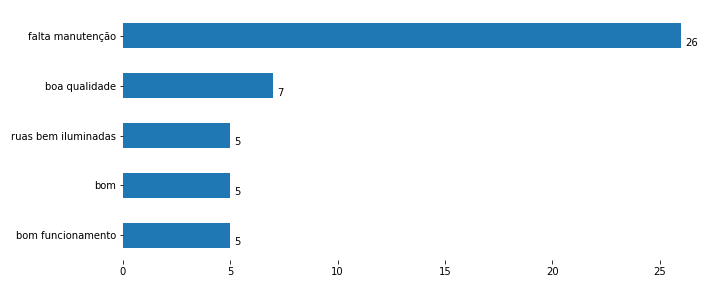 falta manutenção
26
boa qualidade
7
ruas bem iluminadas
5
bom
5
bom funcionamento
5
0 5 10 15 20 25